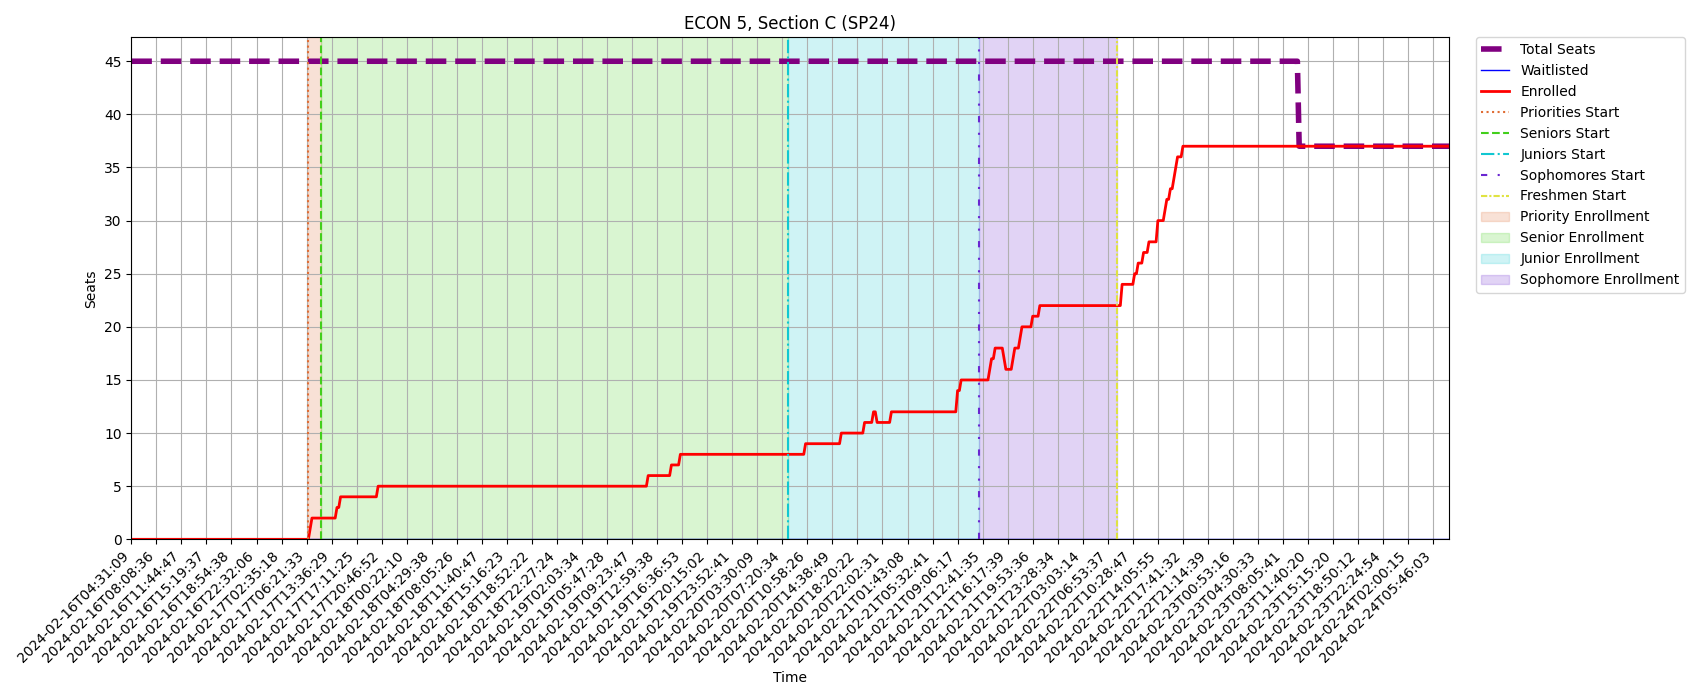 ECON 5, Section C (SP24)
Seats
45
40
35
30
25
20
15
10
5
0
2024-02-16T04:31:09
2024-02-16T08:08:36
2024-02-16T11:44:47
2024-02-16T15:19:37
2024-02-16T18:54:38
2024-02-16T22:32:06
2024-02-17T02:35:18
2024-02-17T06:21:33
2024-02-17T13:36:29
2024-02-17T17:11:25
2024-02-17T20:46:52
2024-02-18T00:22:10
2024-02-18T04:29:38
2024-02-18T08:05:26
2024-02-18T11:40:47
2024-02-18T15:16:23
2024-02-18T18:52:22
2024-02-18T22:27:24
2024-02-19T02:03:34
2024-02-19T05:47:28
2024-02-19T09:23:47
2024-02-19T12:59:38
2024-02-19T16:36:53
2024-02-19T20:15:02
2024-02-19T23:52:41
2024-02-20T03:30:09
2024-02-20T07:20:34
2024-02-20T10:58:26
2024-02-20T14:38:49
2024-02-20T18:20:22
2024-02-20T22:02:31
2024-02-21T01:43:08
2024-02-21T05:32:41
2024-02-21T09:06:17
2024-02-21T12:41:35
2024-02-21T16:17:39
2024-02-21T19:53:36
2024-02-21T23:28:34
2024-02-22T03:03:14
2024-02-22T06:53:37
2024-02-22T10:28:47
2024-02-22T14:05:55
2024-02-22T17:41:32
2024-02-22T21:14:39
2024-02-23T00:53:16
2024-02-23T04:30:33
2024-02-23T08:05:41
2024-02-23T11:40:20
2024-02-23T15:15:20
2024-02-23T18:50:12
2024-02-23T22:24:54
2024-02-24T02:00:15
2024-02-24T05:46:03
Time
Total Seats
Waitlisted
Enrolled
Priorities Start
Seniors Start
Juniors Start
Sophomores Start
Freshmen Start
Priority Enrollment
Senior Enrollment
Junior Enrollment
Sophomore Enrollment